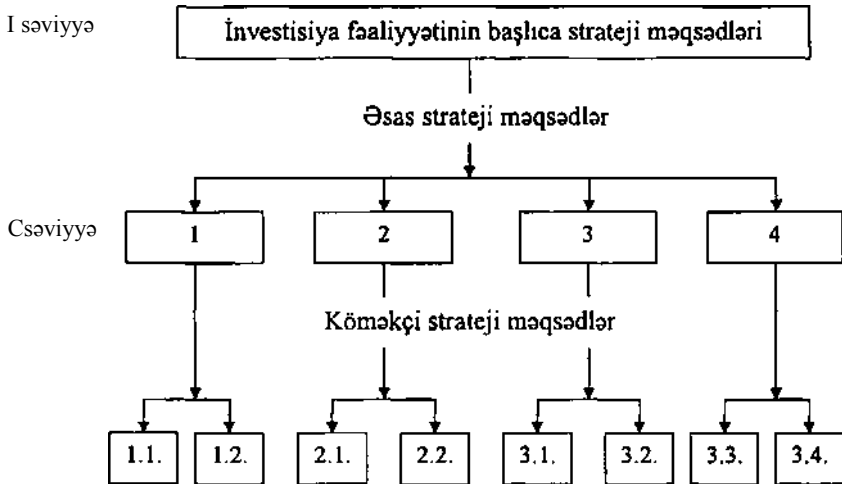 I səviyyə
İnvestisiya fəaliyyətinin başlıca strateji məqsədləri
Əsas strateji məqsədlər
Csəviyyə
1 2 3 4
Köməkçi strateji məqsədlər
1.1. 1.2. 2.1. 2.2. 3.1. 3.2. 3.3. 3.4.